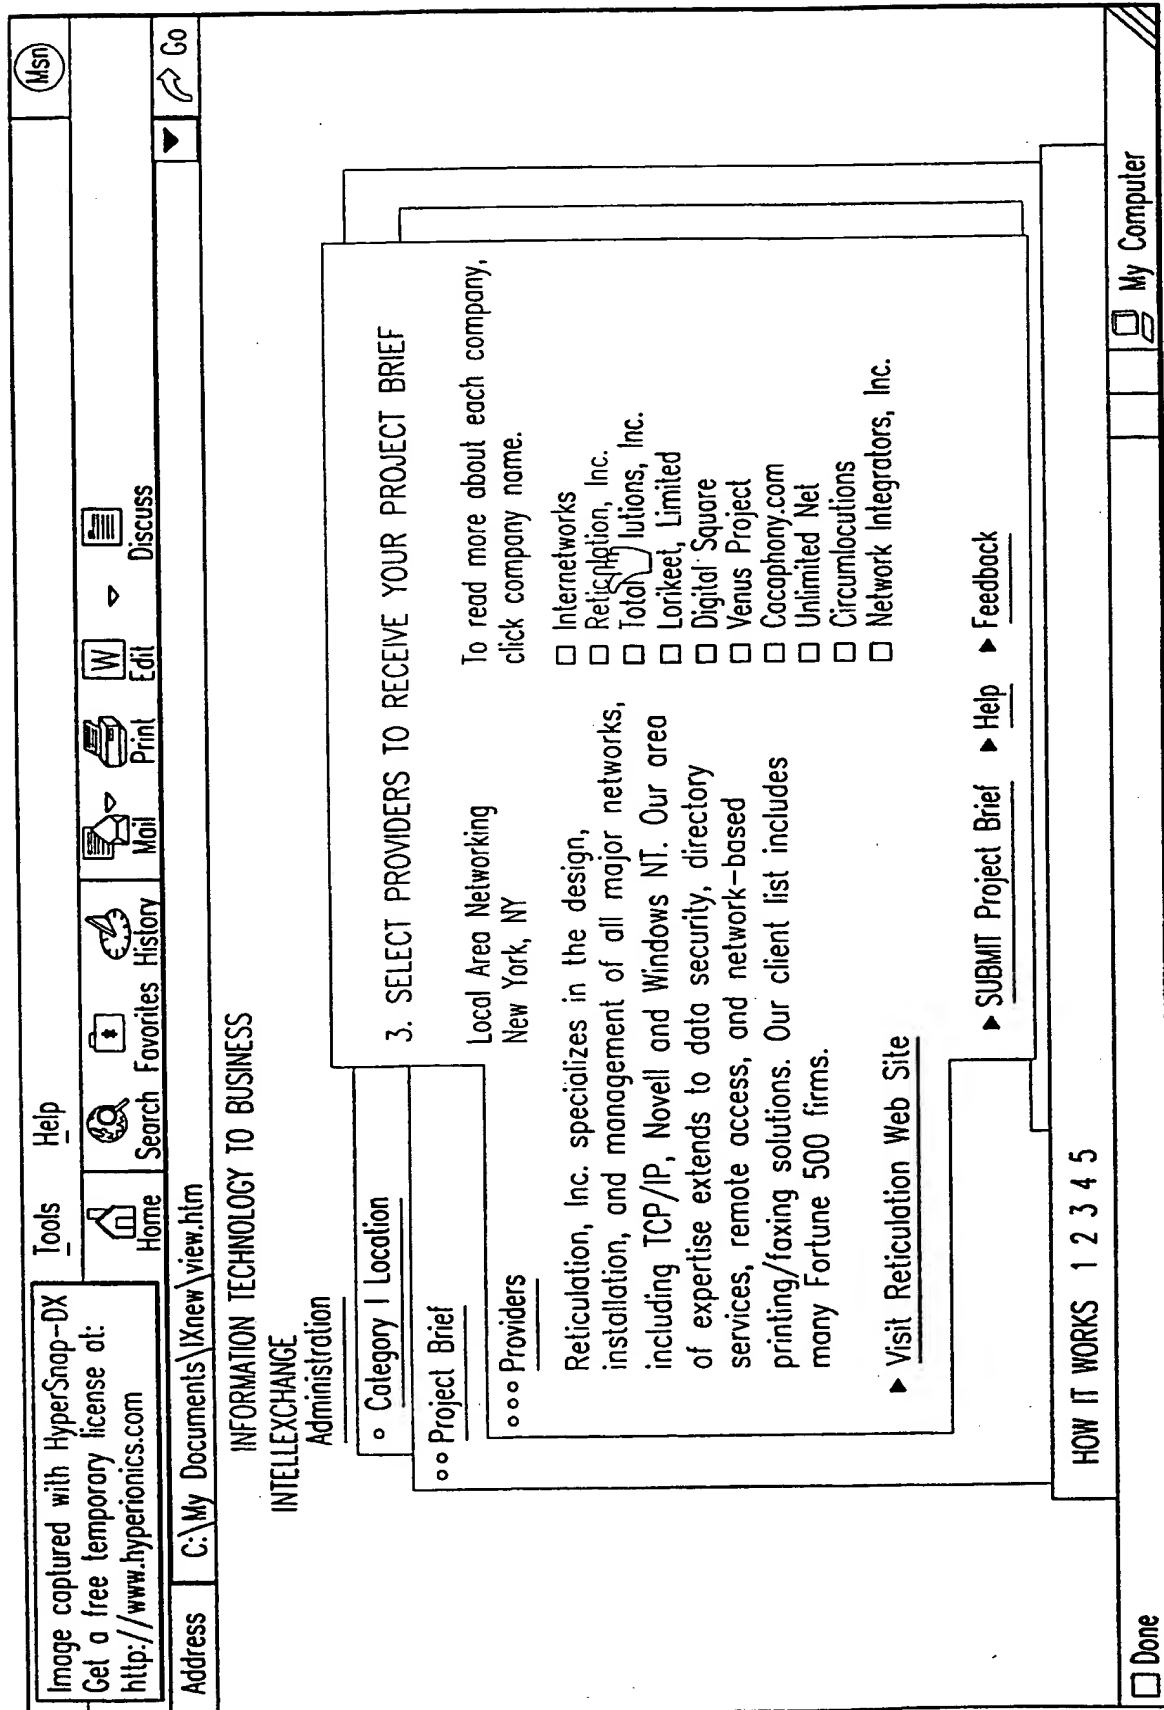 Image captured with HyperSnap-DX
Get a free temporary license at:
http://www.hyperionics.com
Tools Help
Msn
Home Search Favorites History Mail Print Edit Discuss
Address C:\My Documents\IXnew\view.htm Go
INFORMATION TECHNOLOGY TO BUSINESS
INTELLEXCHANGE
Administration
Category | Location
Project Brief
Providers
3. SELECT PROVIDERS TO RECEIVE YOUR PROJECT BRIEF
Local Area Networking
New York, NY
Reticulation, Inc. specializes in the design,
installation, and management of all major networks,
including TCP/IP, Novell and Windows NT. Our area
of expertise extends to data security, directory
services, remote access, and network-based
printing/faxing solutions. Our client list includes
many Fortune 500 firms.
Visit Reticulation Web Site
To read more about each company,
click company name.
Internetworks
Reticulation, Inc.
Total lutions, Inc.
Lorikeet, Limited
Digital Square
Venus Project
Cacaphony.com
Unlimited Net
Circumlocutions
Network Integrators, Inc.
SUBMIT Project Brief Help Feedback
HOW IT WORKS 1 2 3 4 5
Done My Computer